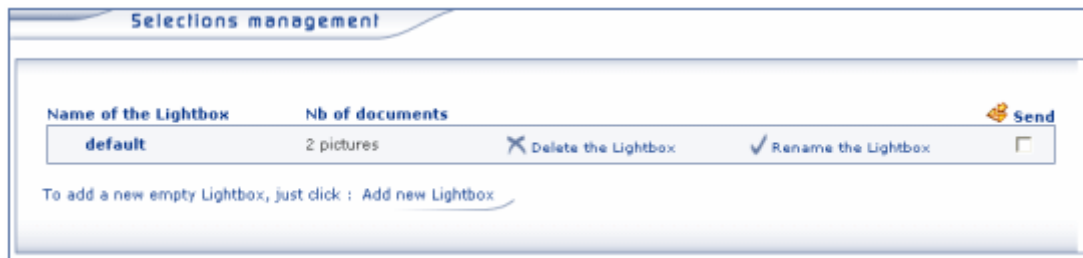 Selections management
Name of the Lightbox Nb of documents Send
default 2 pictures Delete the Lightbox Rename the Lightbox
To add a new empty Lightbox, just click : Add new Lightbox